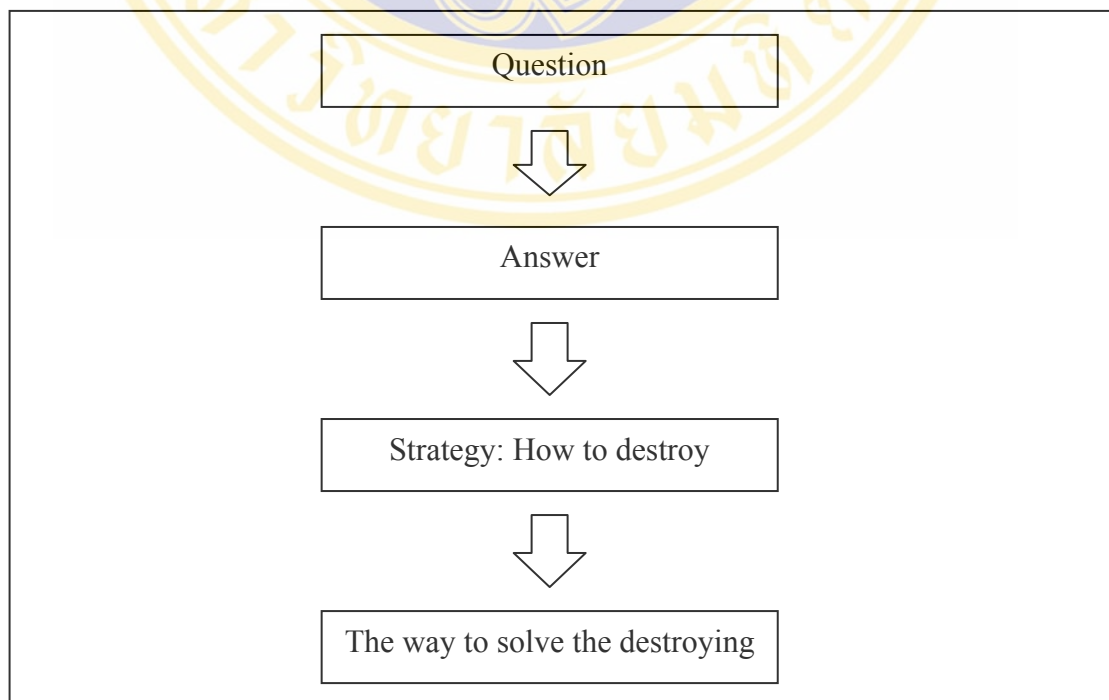 Question
Answer
Strategy: How to destroy
The way to solve the destroying